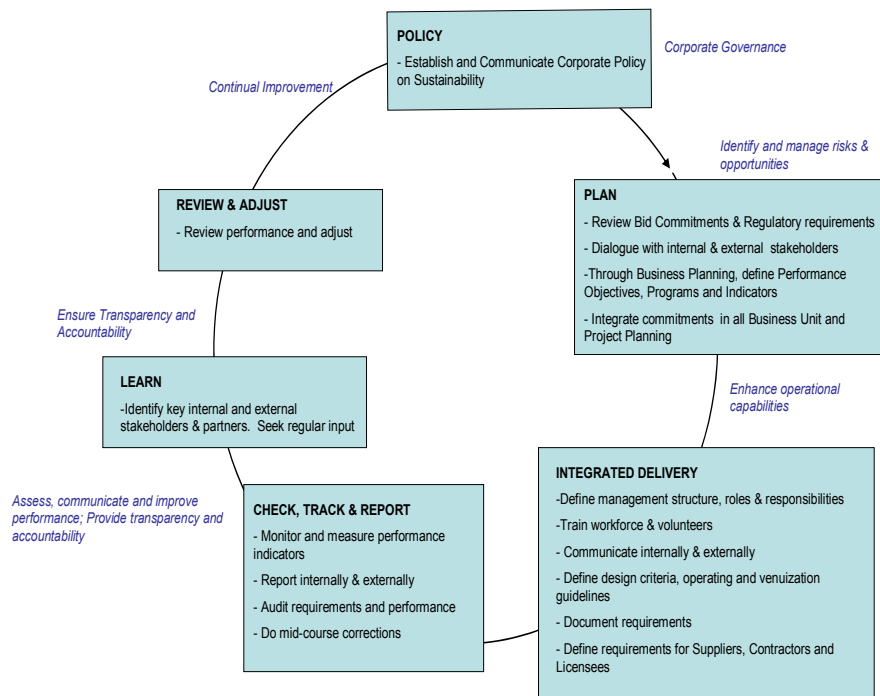 POLICY
- Establish and Communicate Corporate Policy
on Sustainability
Corporate Governance
Continual Improvement
Identify and manage risks &
opportunities
PLAN
- Review Bid Commitments & Regulatory requirements
- Dialogue with internal & external stakeholders
-Through Business Planning, define Performance
Objectives, Programs and Indicators
- Integrate commitments in all Business Unit and
Project Planning
REVIEW & ADJUST
- Review performance and adjust
Ensure Transparency and
Accountability
LEARN
-Identify key internal and external
stakeholders & partners. Seek regular input
Enhance operational
capabilities
INTEGRATED DELIVERY
-Define management structure, roles & responsibilities
-Train workforce & volunteers
- Communicate internally & externally
- Define design criteria, operating and venuization
guidelines
- Document requirements
- Define requirements for Suppliers, Contractors and
Licensees
Assess, communicate and improve
performance; Provide transparency and
accountability
CHECK, TRACK & REPORT
- Monitor and measure performance
indicators
- Report internally & externally
- Audit requirements and performance
- Do mid-course corrections